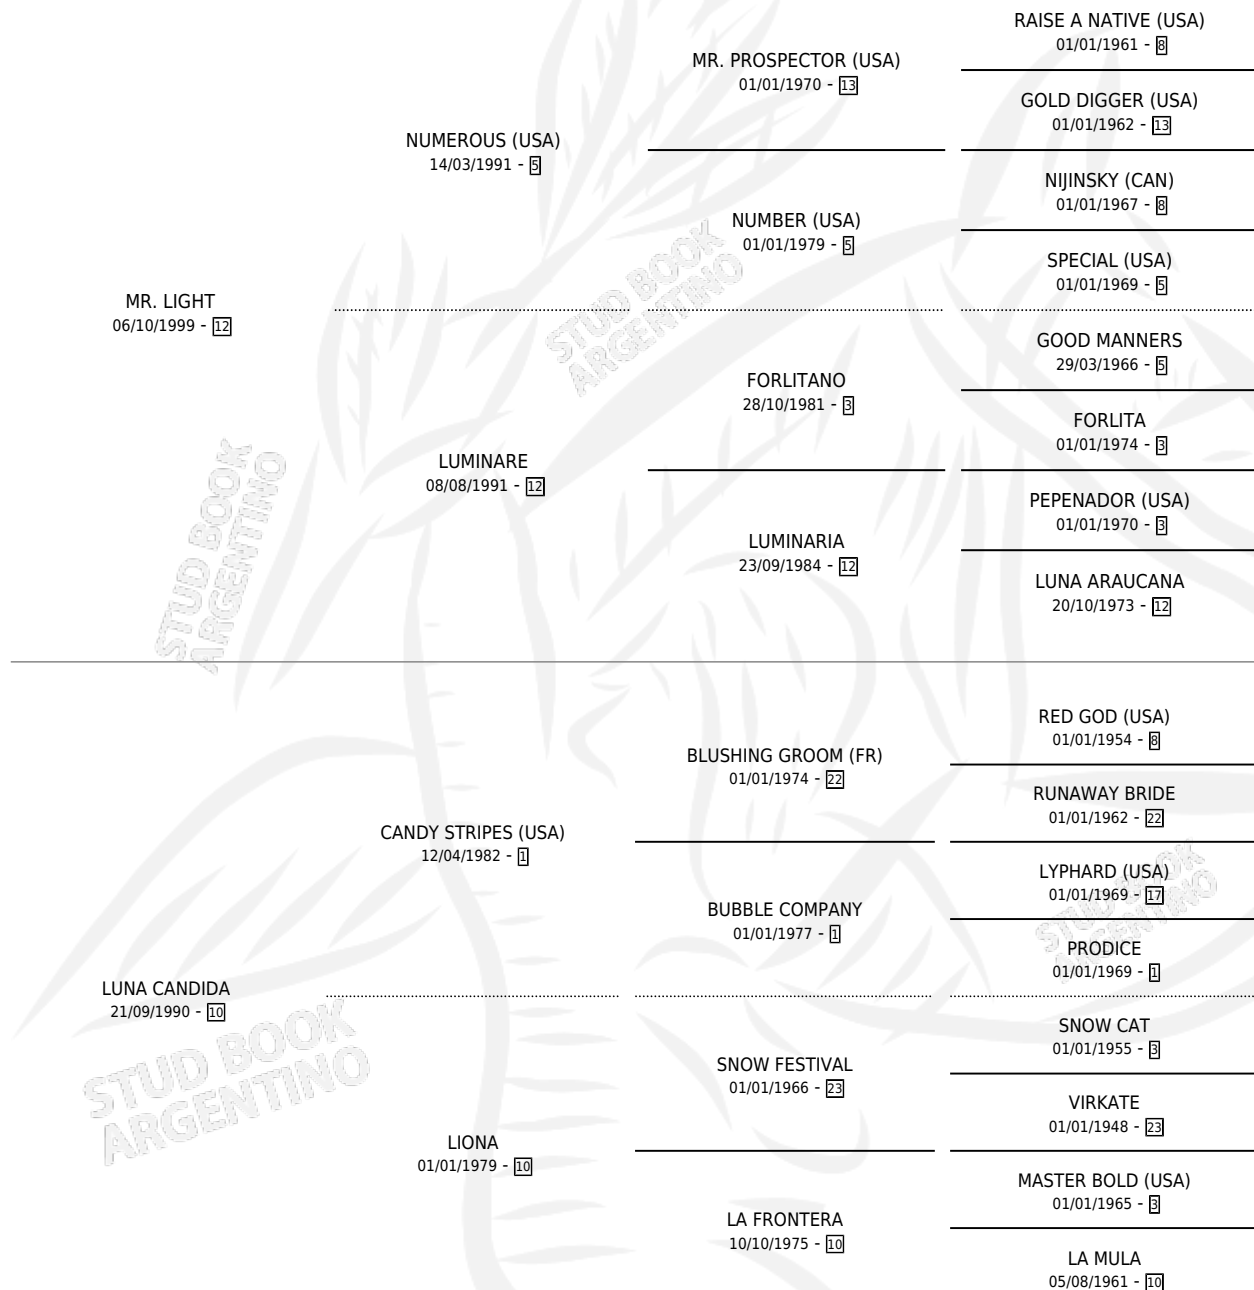 RAISE A NATIVE (USA)
01/01/1961 - 8
MR. PROSPECTOR (USA)
01/01/1970 - 13
GOLD DIGGER (USA)
01/01/1962 - 13
NUMEROUS (USA)
14/03/1991 - 5
NIJINSKY (CAN)
01/01/1967 - 8
NUMBER (USA)
01/01/1979 - 5
SPECIAL (USA)
01/01/1969 - 5
MR. LIGHT
06/10/1999 - 12
STUD BOOK
ARGENTINO
GOOD MANNERS
29/03/1966 - 5
FORLITANO
28/10/1981 - 3
FORLITA
01/01/1974 - 3
LUMINARE
08/08/1991 - 12
PEPENADOR (USA)
01/01/1970 - 3
LUMINARIA
23/09/1984 - 12
LUNA ARAUCANA
20/10/1973 - 12
STUD BOOK
ARGENTINO
RED GOD (USA)
01/01/1954 - 8
BLUSHING GROOM (FR)
01/01/1974 - 22
RUNAWAY BRIDE
01/01/1962 - 22
CANDY STRIPES (USA)
12/04/1982 - 1
LYPHARD (USA)
01/01/1969 - 17
BUBBLE COMPANY
01/01/1977 - 1
STUD BOOK
ARGENTINO
PRODICE
01/01/1969 - 1
LUNA CANDIDA
21/09/1990 - 10
SNOW CAT
01/01/1955 - 3
STUD BOOK
ARGENTINO
SNOW FESTIVAL
01/01/1966 - 23
VIRKATE
01/01/1948 - 23
LIONA
01/01/1979 - 10
MASTER BOLD (USA)
01/01/1965 - 3
LA FRONTERA
10/10/1975 - 10
LA MULA
05/08/1961 - 10